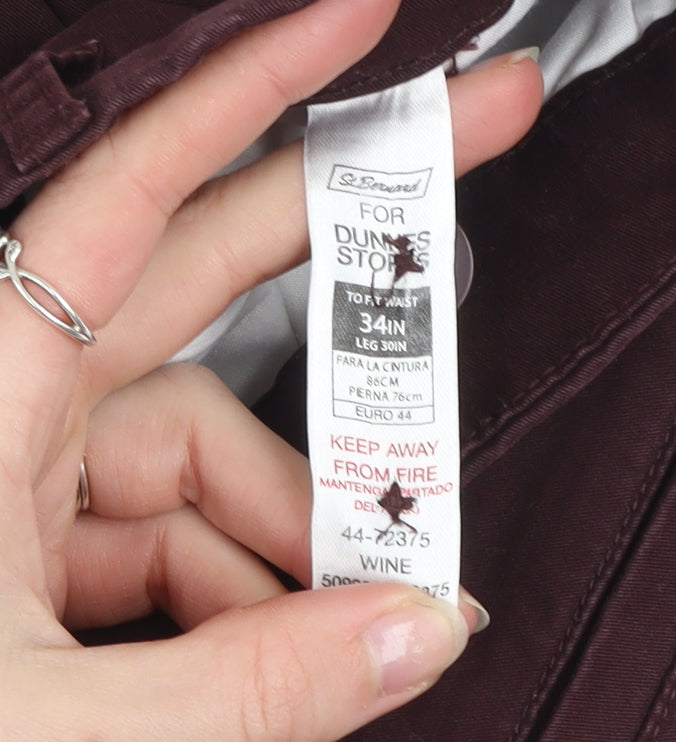 St.Bernard
FOR
DUNNES
STORES
TO FIT WAIST
34IN
LEG 30IN
PARA LA CINTURA
86CM
PIERNA 76cm
EURO 44
KEEP AWAY
FROM FIRE
MANTENGA APARTADO
DEL FUEGO
44-72375
WINE